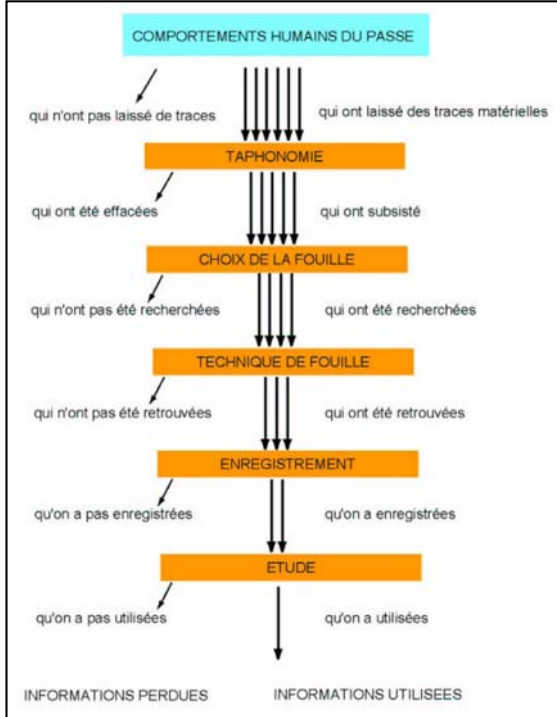 COMPORTEMENTS HUMAINS DU PASSE
qui n'ont pas laissé de traces
qui ont laissé des traces matérielles
TAPHONOMIE
qui ont été effacées
qui ont subsisté
CHOIX DE LA FOUILLE
qui n'ont pas été recherchées
qui ont été recherchées
TECHNIQUE DE FOUILLE
qui n'ont pas été retrouvées
qui ont été retrouvées
ENREGISTREMENT
qu'on a pas enregistrées
qu'on a enregistrées
ETUDE
qu'on a pas utilisées
qu'on a utilisées
INFORMATIONS PERDUES
INFORMATIONS UTILISEES